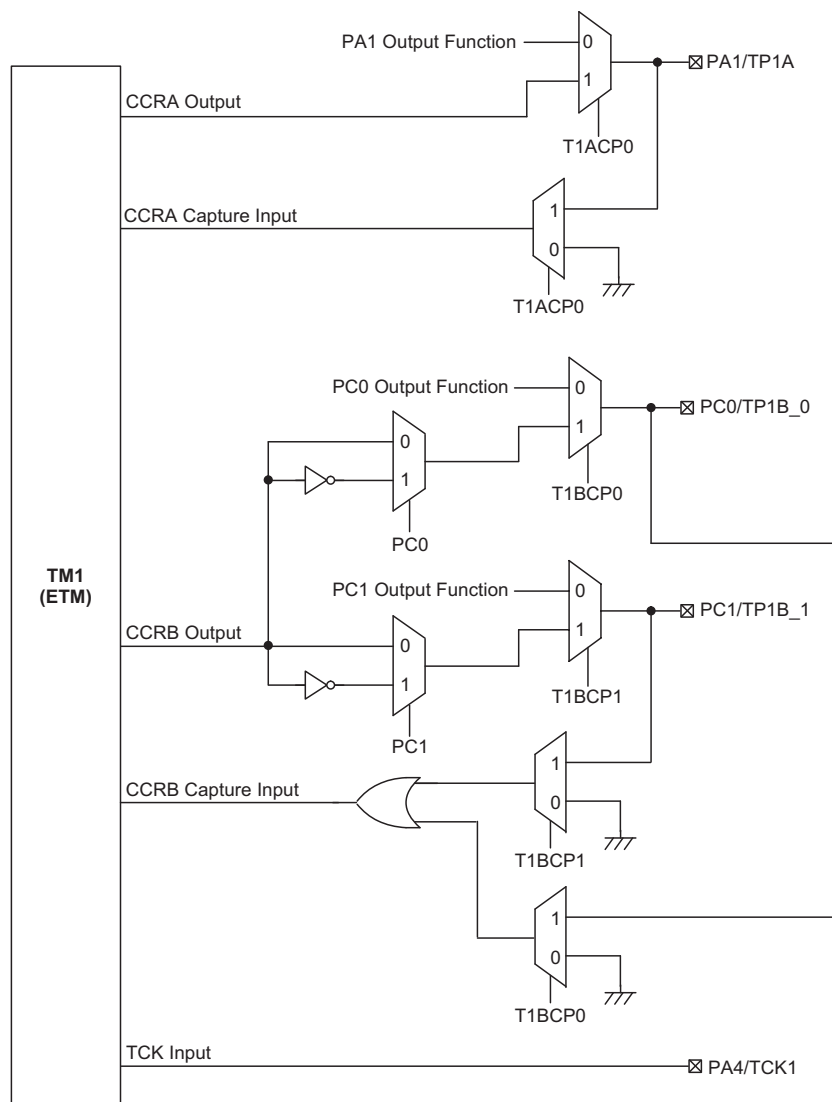 PA1 Output Function
0
PA1/TP1A
1
CCRA Output
T1ACP0
CCRA Capture Input
1
0
T1ACP0
PC0 Output Function
0
PC0/TP1B_0
1
0
1
T1BCP0
PC0
TM1
(ETM)
PC1 Output Function
0
PC1/TP1B_1
1
CCRB Output
0
1
T1BCP1
PC1
CCRB Capture Input
1
0
T1BCP1
1
0
T1BCP0
TCK Input
PA4/TCK1